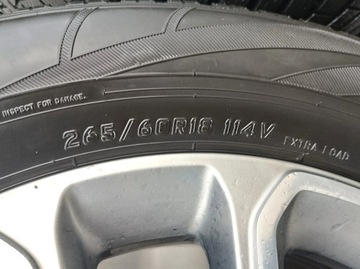 INSPECT FOR DAMAGE.
265/60R18 114V EXTRA LOAD